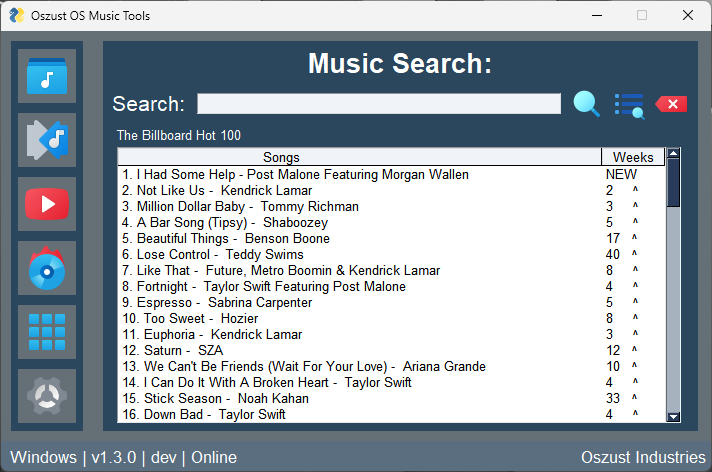 Oszust OS Music Tools
Music Search:
Search:
The Billboard Hot 100
Songs Weeks
1. I Had Some Help - Post Malone Featuring Morgan Wallen NEW
2. Not Like Us - Kendrick Lamar 2 ^
3. Million Dollar Baby - Tommy Richman 3 ^
4. A Bar Song (Tipsy) - Shaboozey 5 ^
5. Beautiful Things - Benson Boone 17 ^
6. Lose Control - Teddy Swims 40 ^
7. Like That - Future, Metro Boomin & Kendrick Lamar 8 ^
8. Fortnight - Taylor Swift Featuring Post Malone 4 ^
9. Espresso - Sabrina Carpenter 5 ^
10. Too Sweet - Hozier 8 ^
11. Euphoria - Kendrick Lamar 3 ^
12. Saturn - SZA 12 ^
13. We Can't Be Friends (Wait For Your Love) - Ariana Grande 10 ^
14. I Can Do It With A Broken Heart - Taylor Swift 4 ^
15. Stick Season - Noah Kahan 33 ^
16. Down Bad - Taylor Swift 4 ^
Windows | v1.3.0 | dev | Online Oszust Industries